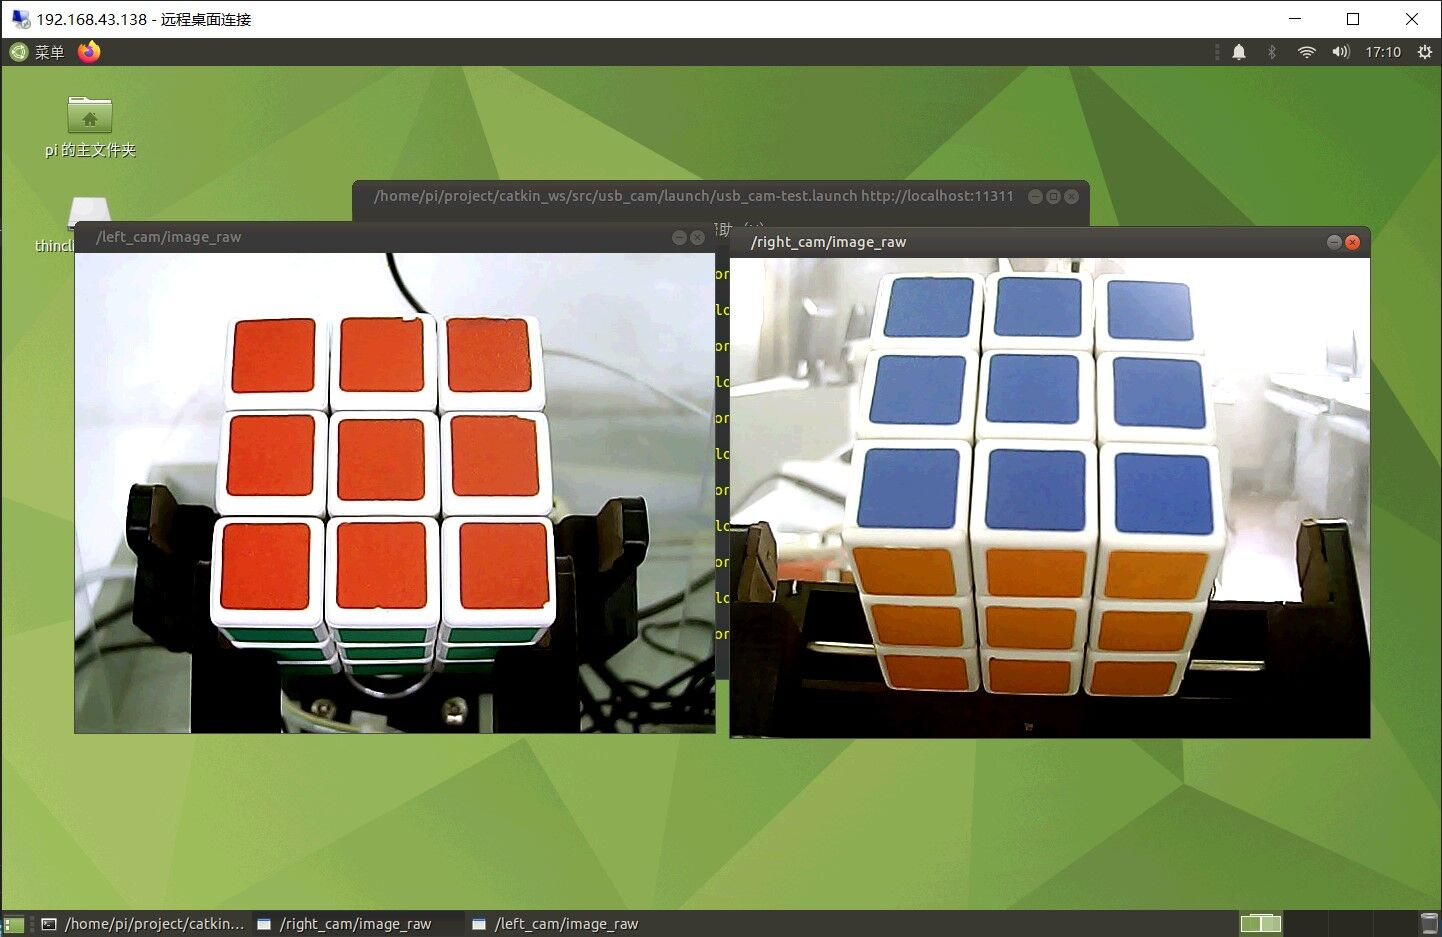 192.168.43.138 - 远程桌面连接
菜单
17:10
pi 的主文件夹
/home/pi/project/catkin_ws/src/usb_cam/launch/usb_cam-test.launch http://localhost:11311
/left_cam/image_raw
/right_cam/image_raw
/home/pi/project/catkin...
/right_cam/image_raw
/left_cam/image_raw